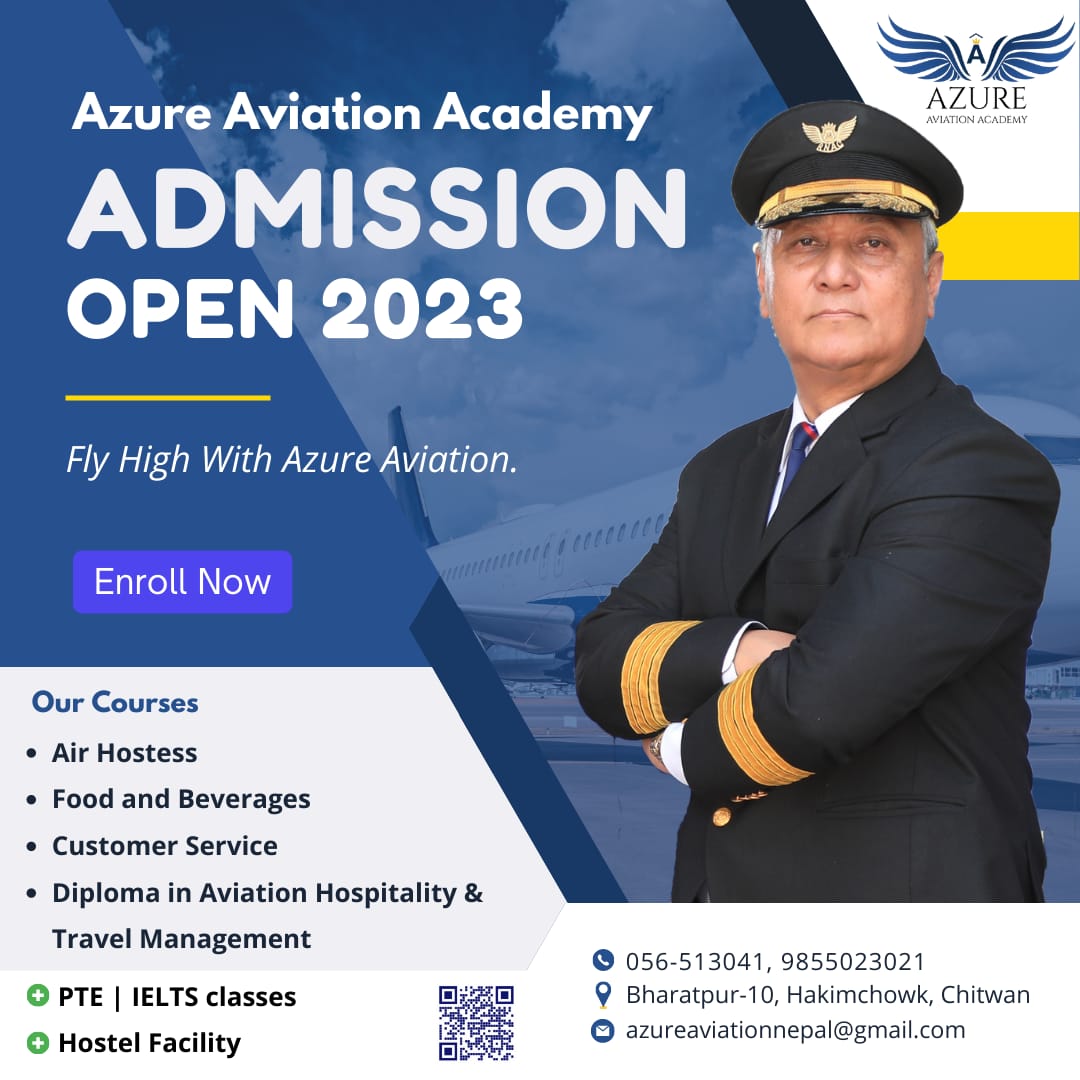 Â
AZURE
AVIATION ACADEMY
Azure Aviation Academy
ADMISSION
OPEN 2023
RNAC
Fly High With Azure Aviation.
Enroll Now
Our Courses
• Air Hostess
• Food and Beverages
• Customer Service
• Diploma in Aviation Hospitality &
Travel Management
PTE | IELTS classes
Hostel Facility
056-513041, 9855023021
Bharatpur-10, Hakimchowk, Chitwan
azureaviationnepal@gmail.com